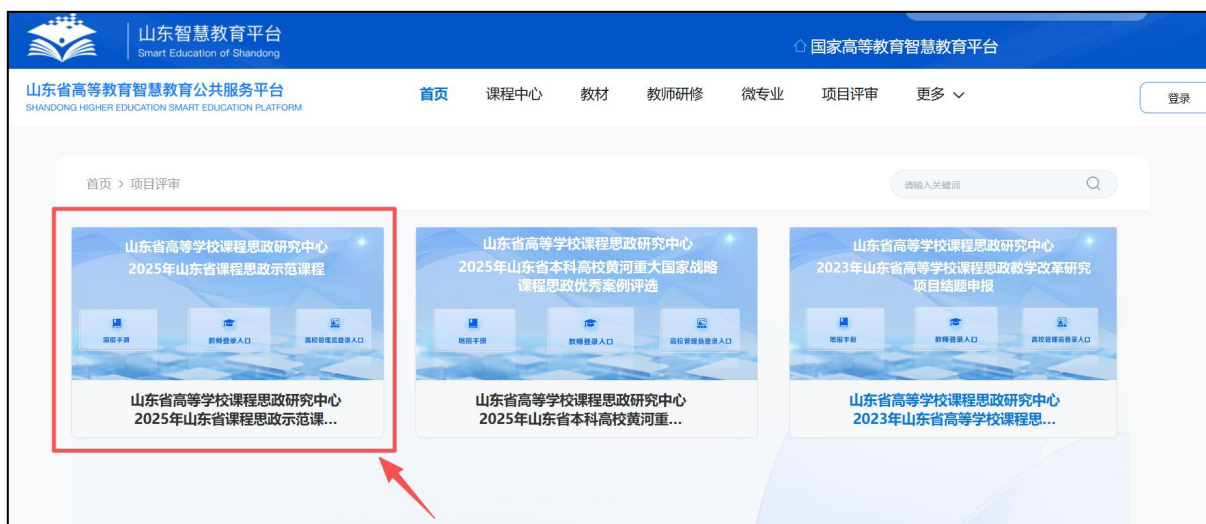 山东智慧教育平台
Smart Education of Shandong
国家高等教育智慧教育平台
山东省高等教育智慧教育公共服务平台
SHANDONG HIGHER EDUCATION SMART EDUCATION PLATFORM
首页 课程中心 教材 教师研修 微专业 项目评审 更多
登录
首页 > 项目评审
请输入关键词
山东省高等学校课程思政研究中心
2025年山东省课程思政示范课程
填报手册 教师登录入口 高校管理员登录入口
山东省高等学校课程思政研究中心
2025年山东省课程思政示范课...
山东省高等学校课程思政研究中心
2025年山东省本科高校黄河重大国家战略
课程思政优秀案例评选
填报手册 教师登录入口 高校管理员登录入口
山东省高等学校课程思政研究中心
2025年山东省本科高校黄河重...
山东省高等学校课程思政研究中心
2023年山东省高等学校课程思政教学改革研究
项目结题申报
填报手册 教师登录入口 高校管理员登录入口
山东省高等学校课程思政研究中心
2023年山东省高等学校课程思...